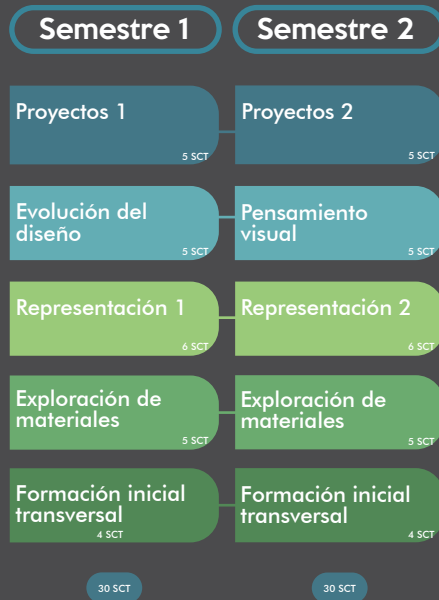 Semestre 1
Semestre 2
Proyectos 1
5 SCT
Proyectos 2
5 SCT
Evolución del
diseño
5 SCT
Pensamiento
visual
5 SCT
Representación 1
6 SCT
Representación 2
6 SCT
Exploración de
materiales
5 SCT
Exploración de
materiales
5 SCT
Formación inicial
transversal
4 SCT
Formación inicial
transversal
4 SCT
30 SCT
30 SCT